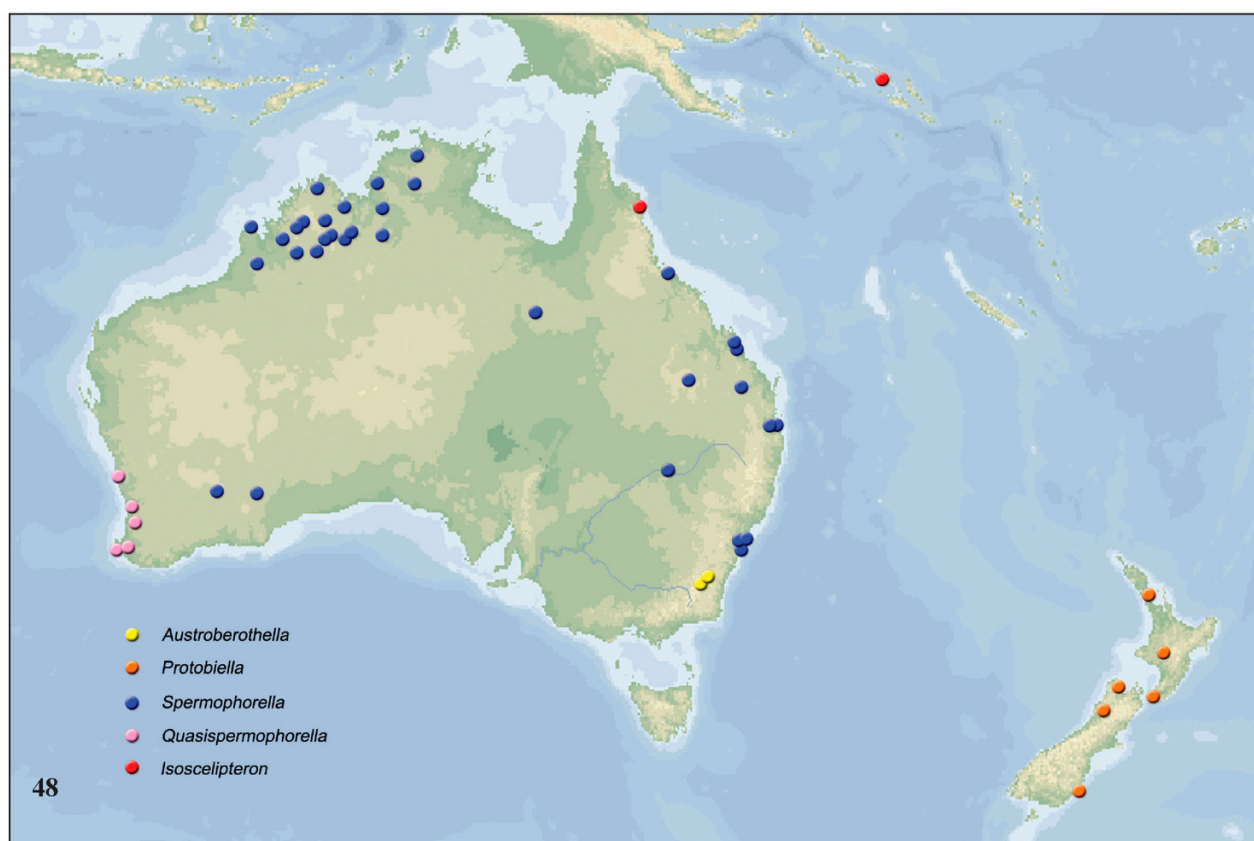 Austroberothella
Protobiella
Spermophorella
Quasispermophorella
Isoscelipteron
48